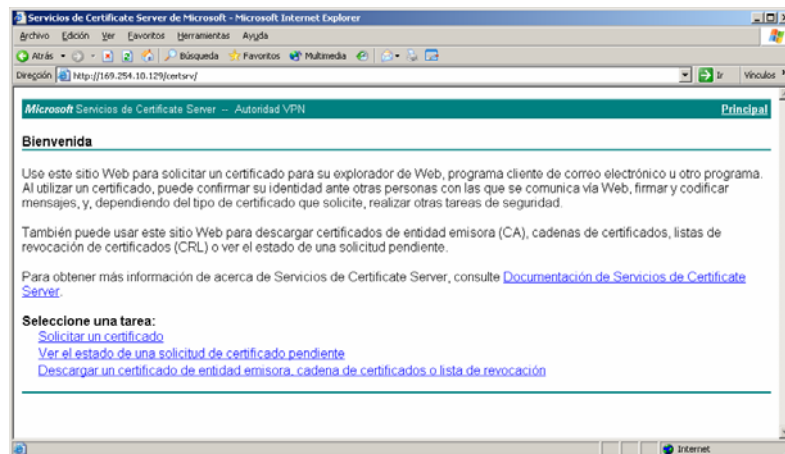 Servicios de Certificate Server de Microsoft - Microsoft Internet Explorer
Archivo Edición Ver Favoritos Herramientas Ayuda
Atrás Búsqueda Favoritos Multimedia
Dirección http://169.254.10.129/certsrv/ Ir Vínculos
Microsoft Servicios de Certificate Server -- Autoridad VPN Principal
Bienvenida
Use este sitio Web para solicitar un certificado para su explorador de Web, programa cliente de correo electrónico u otro programa.
Al utilizar un certificado, puede confirmar su identidad ante otras personas con las que se comunica vía Web, firmar y codificar
mensajes, y, dependiendo del tipo de certificado que solicite, realizar otras tareas de seguridad.
También puede usar este sitio Web para descargar certificados de entidad emisora (CA), cadenas de certificados, listas de
revocación de certificados (CRL) o ver el estado de una solicitud pendiente.
Para obtener más información de acerca de Servicios de Certificate Server, consulte Documentación de Servicios de Certificate
Server.
Seleccione una tarea:
Solicitar un certificado
Ver el estado de una solicitud de certificado pendiente
Descargar un certificado de entidad emisora, cadena de certificados o lista de revocación
Internet